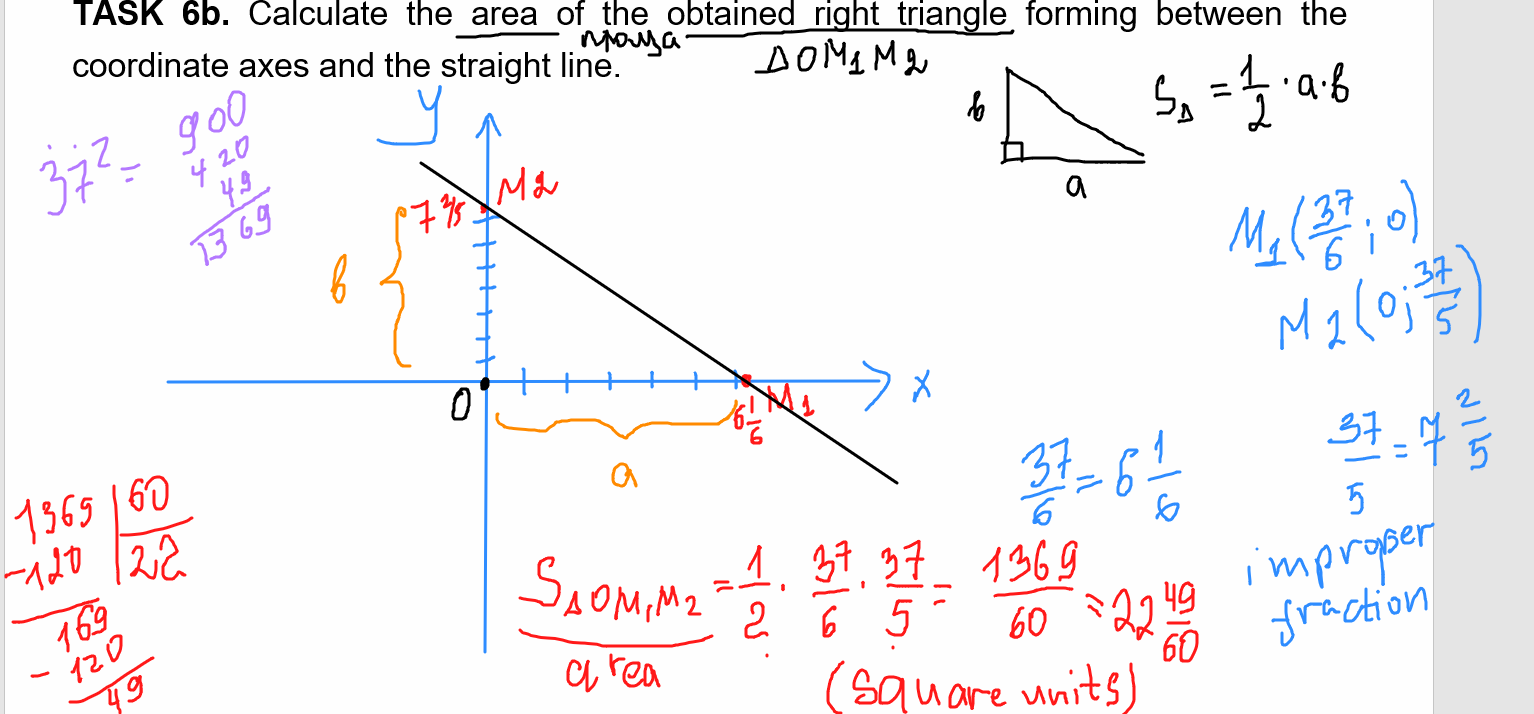 TASK 6b. Calculate the area of the obtained right triangle forming between the
coordinate axes and the straight line.
площа
ΔOM₁M₂
b
a
S_Δ = 1/2 · a·b
37² =
900
420
49
1369
y
M2
7 2/5
b
O
x
M₁
6 1/6
a
M₁(37/6; 0)
M₂(0; 37/5)
37/6 = 6 1/6
37/5 = 7 2/5
improper
fraction
1369 | 60
-120 | 22
169
- 120
49
S_ΔOM₁M₂ = 1/2 · 37/6 · 37/5 = 1369/60 = 22 49/60
area
(square units)